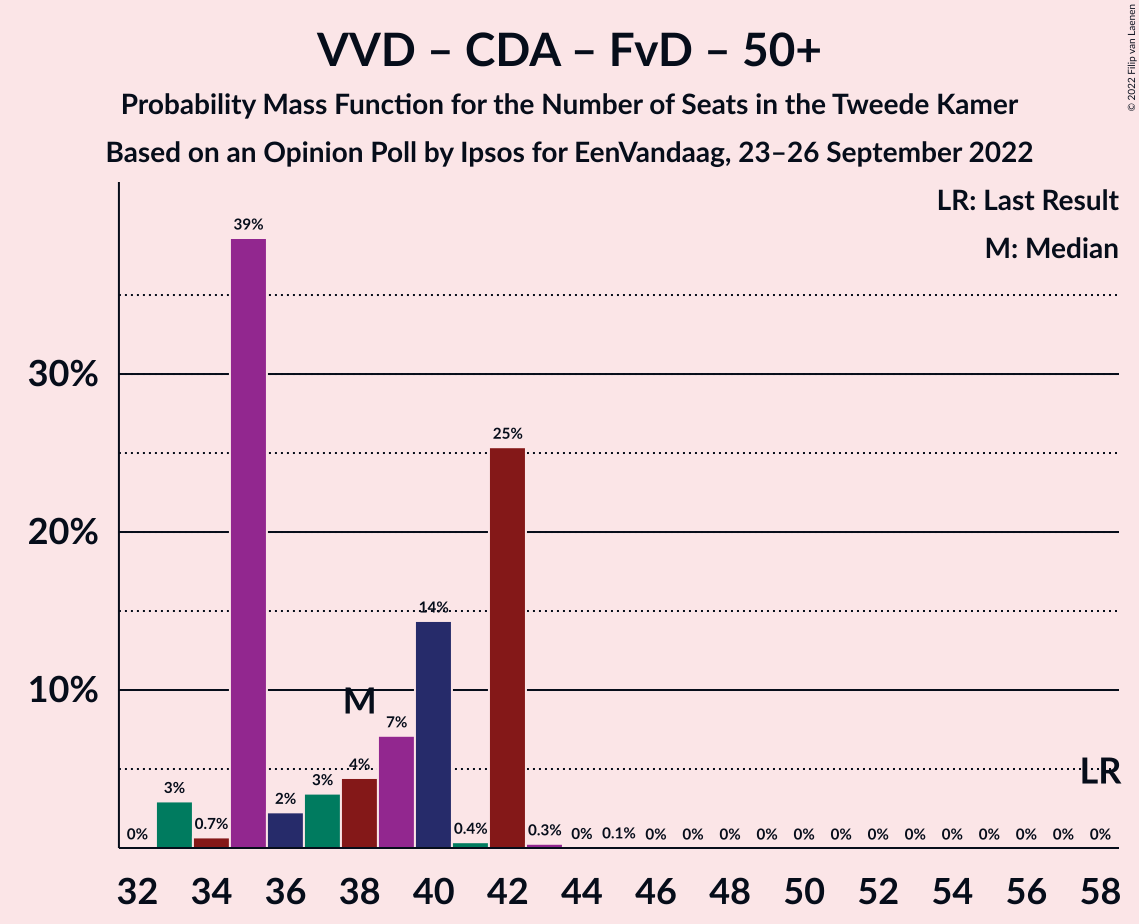 VVD – CDA – FvD – 50+
Probability Mass Function for the Number of Seats in the Tweede Kamer
Based on an Opinion Poll by Ipsos for EenVandaag, 23–26 September 2022
© 2022 Filip van Laenen
LR: Last Result
M: Median
39%
30%
25%
20%
14%
10%
M
7%
LR
4%
3%
3%
2%
0% 0.7% 0.4% 0.3% 0% 0.1% 0% 0% 0% 0% 0% 0% 0% 0% 0% 0% 0% 0% 0%
32 34 36 38 40 42 44 46 48 50 52 54 56 58